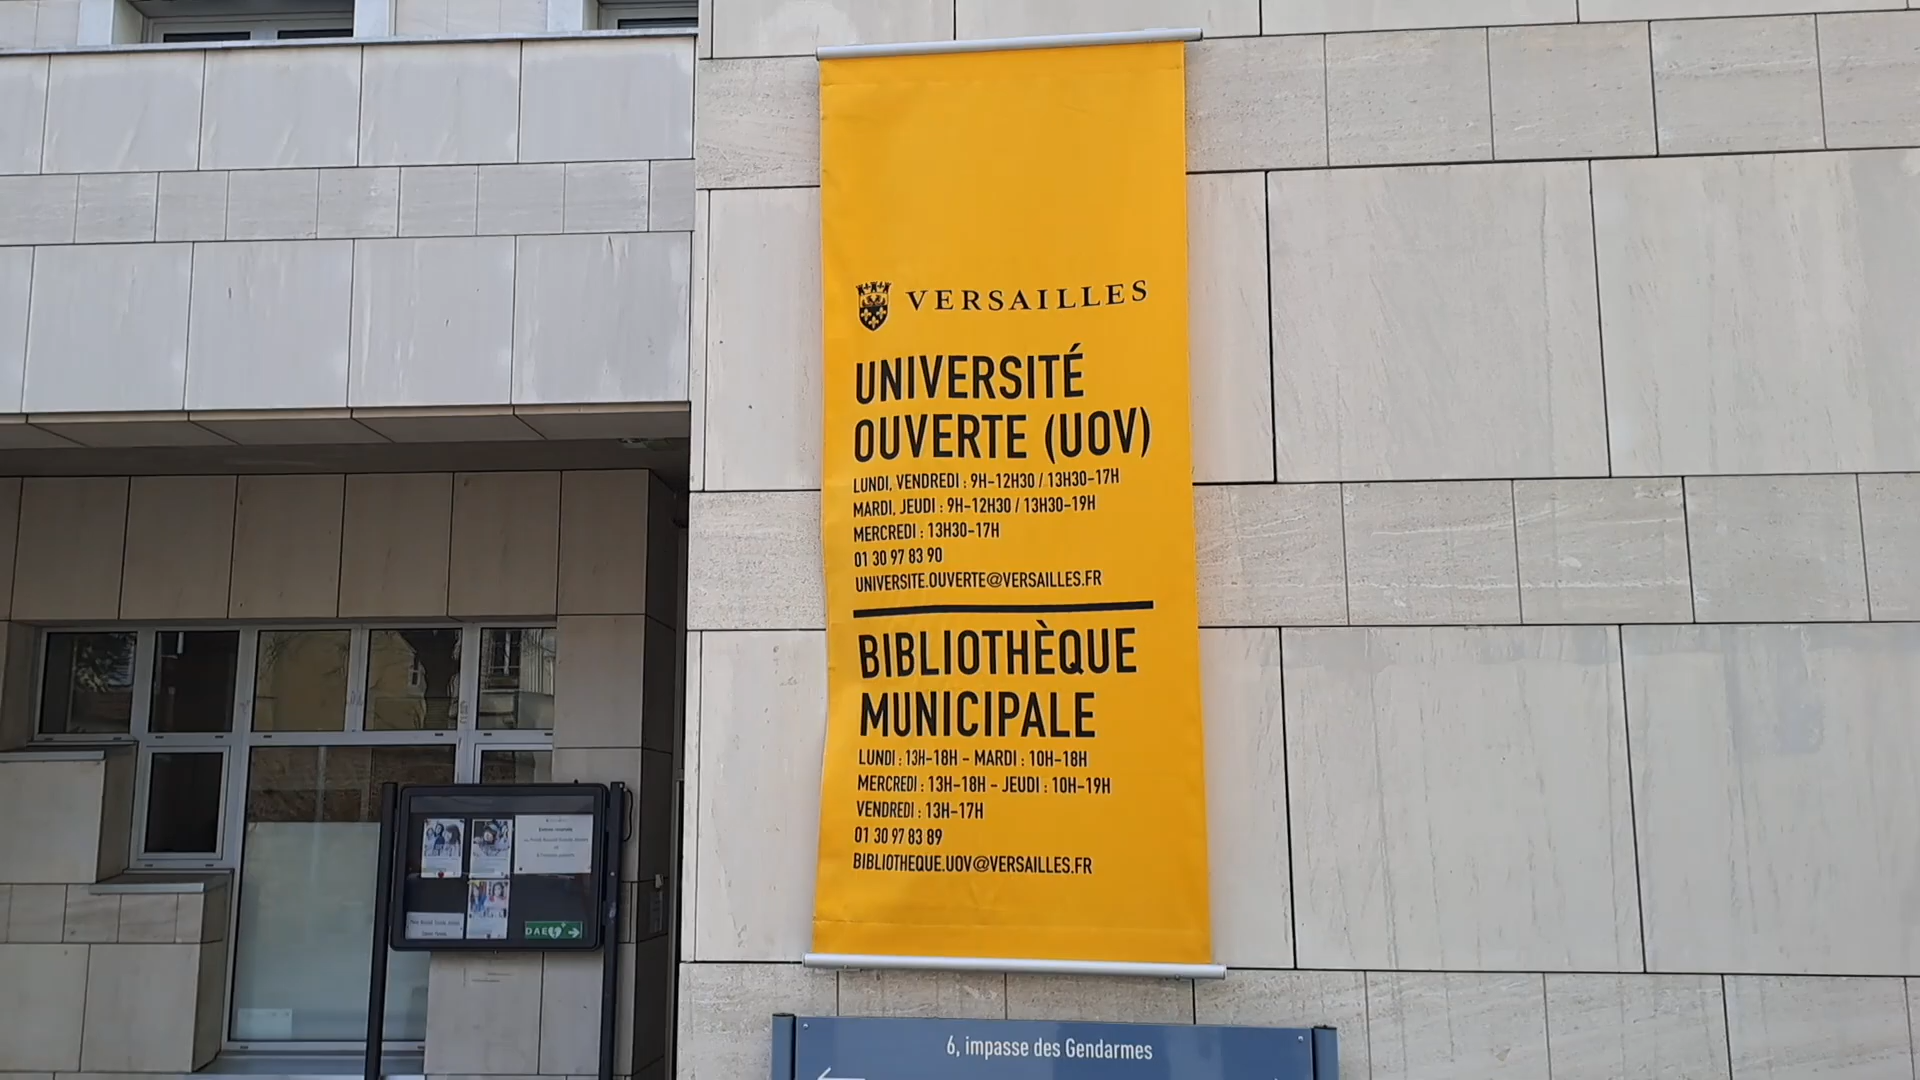 VERSAILLES
UNIVERSITÉ
OUVERTE (UOV)
LUNDI, VENDREDI : 9H-12H30 / 13H30-17H
MARDI, JEUDI : 9H-12H30 / 13H30-19H
MERCREDI : 13H30-17H
01 30 97 83 90
UNIVERSITE.OUVERTE@VERSAILLES.FR
BIBLIOTHÈQUE
MUNICIPALE
LUNDI : 13H-18H - MARDI : 10H-18H
MERCREDI : 13H-18H - JEUDI : 10H-19H
VENDREDI : 13H-17H
01 30 97 83 89
BIBLIOTHEQUE.UOV@VERSAILLES.FR
DAE
6, impasse des Gendarmes